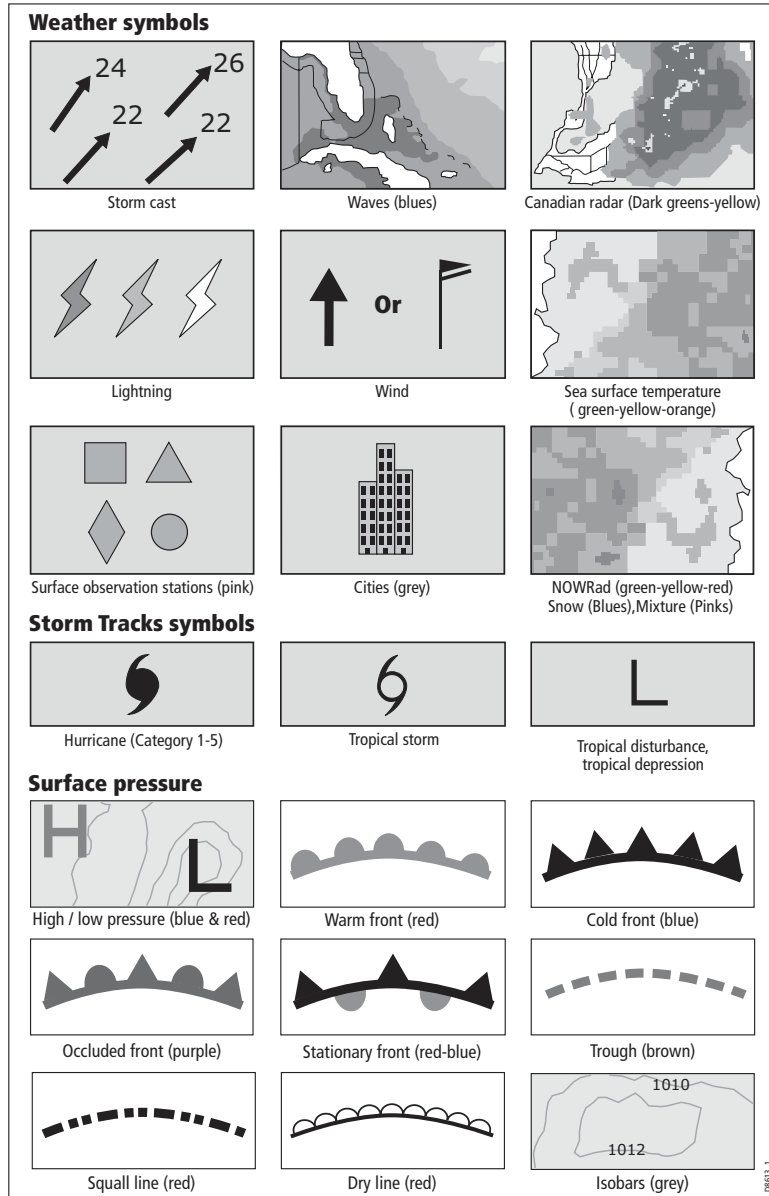 Weather symbols
24
26
22
22
Storm cast
Waves (blues)
Canadian radar (Dark greens-yellow)
Or
Lightning
Wind
Sea surface temperature
( green-yellow-orange)
Surface observation stations (pink)
Cities (grey)
NOWRad (green-yellow-red)
Snow (Blues),Mixture (Pinks)
Storm Tracks symbols
L
Hurricane (Category 1-5)
Tropical storm
Tropical disturbance,
tropical depression
Surface pressure
H
L
High / low pressure (blue & red)
Warm front (red)
Cold front (blue)
Occluded front (purple)
Stationary front (red-blue)
Trough (brown)
1010
1012
Squall line (red)
Dry line (red)
Isobars (grey)
D8613_1